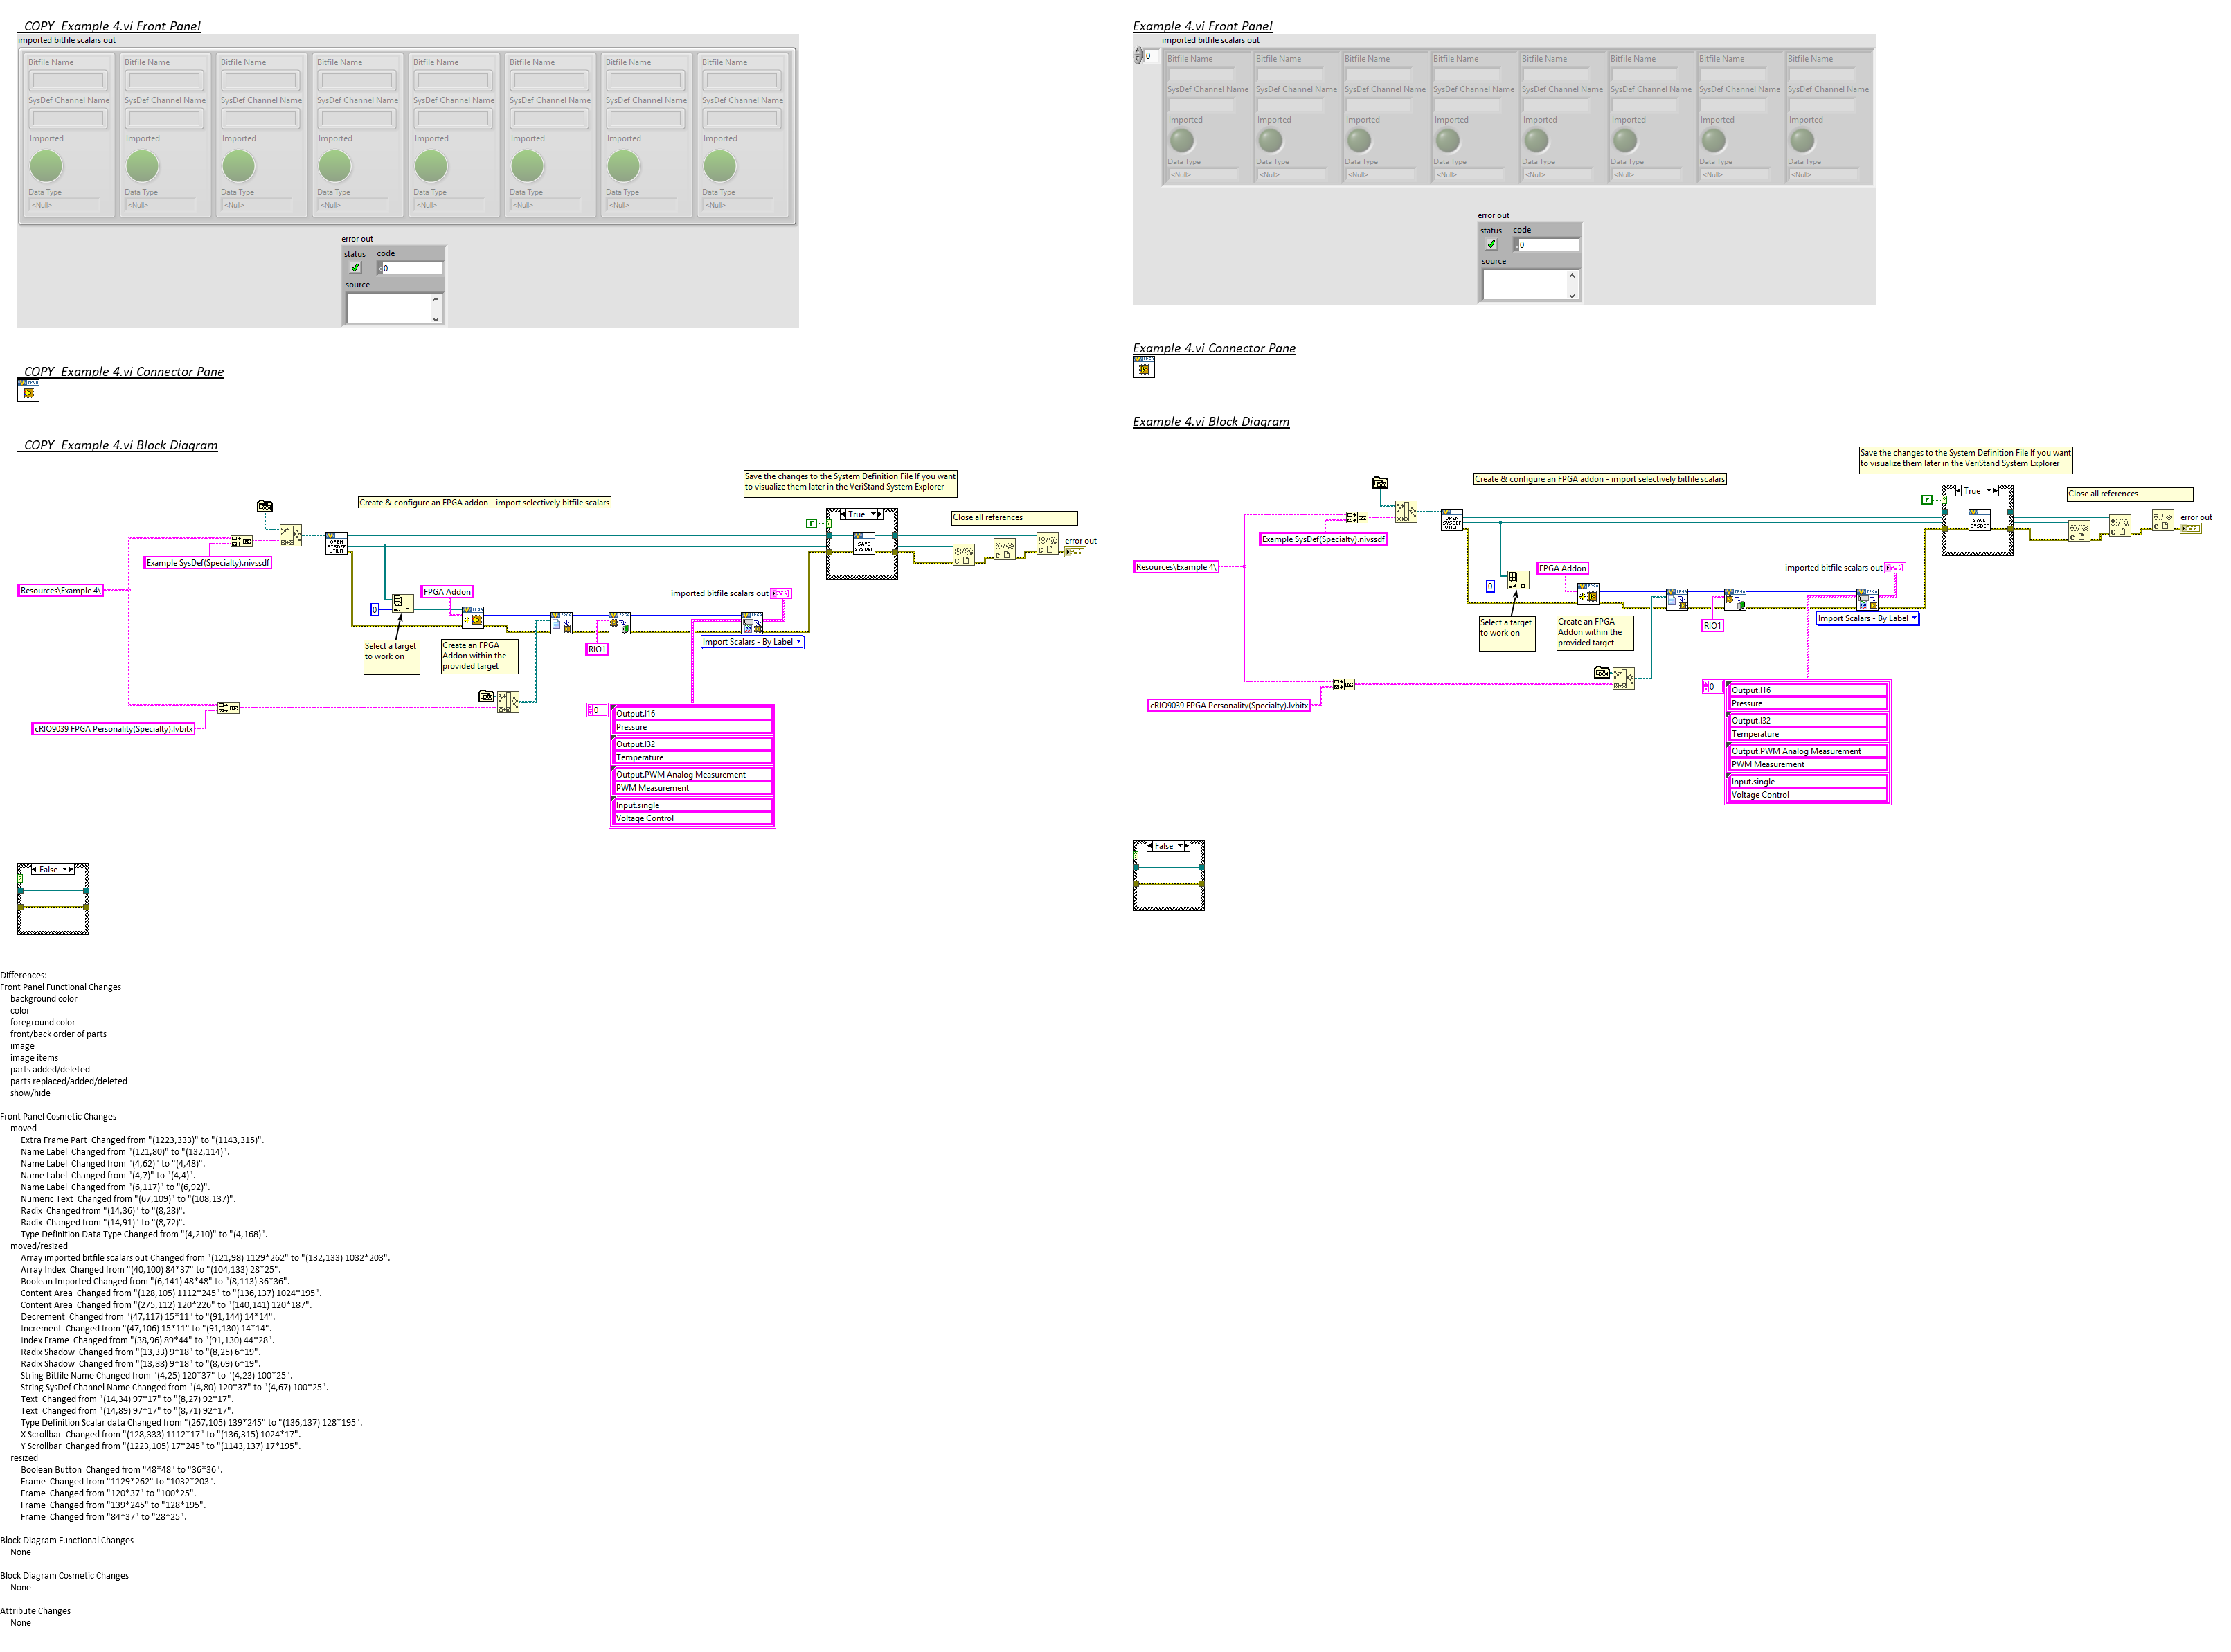 _COPY_Example 4.vi Front Panel
imported bitfile scalars out
Bitfile Name Bitfile Name Bitfile Name Bitfile Name Bitfile Name Bitfile Name Bitfile Name Bitfile Name
SysDef Channel Name SysDef Channel Name SysDef Channel Name SysDef Channel Name SysDef Channel Name SysDef Channel Name SysDef Channel Name SysDef Channel Name
Imported Imported Imported Imported Imported Imported Imported Imported
Data Type Data Type Data Type Data Type Data Type Data Type Data Type Data Type
<Null> <Null> <Null> <Null> <Null> <Null> <Null> <Null>
error out
status code
0
source
_COPY_Example 4.vi Connector Pane
FPGA
_COPY_Example 4.vi Block Diagram
Save the changes to the System Definition File If you want
to visualize them later in the VeriStand System Explorer
Create & configure an FPGA addon - import selectively bitfile scalars
True
Close all references
F
OPEN
SYSDEF
UTILIT
SAVE
SYSDEF
error out
Example SysDef(Specialty).nivssdf
Resources\Example 4\
FPGA Addon
imported bitfile scalars out
0
Select a target
to work on
Create an FPGA
Addon within the
provided target
RIO1
Import Scalars - By Label
cRIO9039 FPGA Personality(Specialty).lvbitx
0
Output.I16
Pressure
Output.I32
Temperature
Output.PWM Analog Measurement
PWM Measurement
Input.single
Voltage Control
False
Example 4.vi Front Panel
imported bitfile scalars out
0
Bitfile Name Bitfile Name Bitfile Name Bitfile Name Bitfile Name Bitfile Name Bitfile Name Bitfile Name
SysDef Channel Name SysDef Channel Name SysDef Channel Name SysDef Channel Name SysDef Channel Name SysDef Channel Name SysDef Channel Name SysDef Channel Name
Imported Imported Imported Imported Imported Imported Imported Imported
Data Type Data Type Data Type Data Type Data Type Data Type Data Type Data Type
<Null> <Null> <Null> <Null> <Null> <Null> <Null> <Null>
error out
status code
0
source
Example 4.vi Connector Pane
FPGA
Example 4.vi Block Diagram
Save the changes to the System Definition File If you want
to visualize them later in the VeriStand System Explorer
Create & configure an FPGA addon - import selectively bitfile scalars
True
Close all references
F
OPEN
SYSDEF
UTILIT
SAVE
SYSDEF
error out
Example SysDef(Specialty).nivssdf
Resources\Example 4\
FPGA Addon
imported bitfile scalars out
0
Select a target
to work on
Create an FPGA
Addon within the
provided target
RIO1
Import Scalars - By Label
cRIO9039 FPGA Personality(Specialty).lvbitx
0
Output.I16
Pressure
Output.I32
Temperature
Output.PWM Analog Measurement
PWM Measurement
Input.single
Voltage Control
False
Differences:
Front Panel Functional Changes
background color
color
foreground color
front/back order of parts
image
image items
parts added/deleted
parts replaced/added/deleted
show/hide
Front Panel Cosmetic Changes
moved
Extra Frame Part Changed from "(1223,333)" to "(1143,315)".
Name Label Changed from "(121,80)" to "(132,114)".
Name Label Changed from "(4,62)" to "(4,48)".
Name Label Changed from "(4,7)" to "(4,4)".
Name Label Changed from "(6,117)" to "(6,92)".
Numeric Text Changed from "(67,109)" to "(108,137)".
Radix Changed from "(14,36)" to "(8,28)".
Radix Changed from "(14,91)" to "(8,72)".
Type Definition Data Type Changed from "(4,210)" to "(4,168)".
moved/resized
Array imported bitfile scalars out Changed from "(121,98) 1129*262" to "(132,133) 1032*203".
Array Index Changed from "(40,100) 84*37" to "(104,133) 28*25".
Boolean Imported Changed from "(6,141) 48*48" to "(8,113) 36*36".
Content Area Changed from "(128,105) 1112*245" to "(136,137) 1024*195".
Content Area Changed from "(275,112) 120*226" to "(140,141) 120*187".
Decrement Changed from "(47,117) 15*11" to "(91,144) 14*14".
Increment Changed from "(47,106) 15*11" to "(91,130) 14*14".
Index Frame Changed from "(38,96) 89*44" to "(91,130) 44*28".
Radix Shadow Changed from "(13,33) 9*18" to "(8,25) 6*19".
Radix Shadow Changed from "(13,88) 9*18" to "(8,69) 6*19".
String Bitfile Name Changed from "(4,25) 120*37" to "(4,23) 100*25".
String SysDef Channel Name Changed from "(4,80) 120*37" to "(4,67) 100*25".
Text Changed from "(14,34) 97*17" to "(8,27) 92*17".
Text Changed from "(14,89) 97*17" to "(8,71) 92*17".
Type Definition Scalar data Changed from "(267,105) 139*245" to "(136,137) 128*195".
X Scrollbar Changed from "(128,333) 1112*17" to "(136,315) 1024*17".
Y Scrollbar Changed from "(1223,105) 17*245" to "(1143,137) 17*195".
resized
Boolean Button Changed from "48*48" to "36*36".
Frame Changed from "1129*262" to "1032*203".
Frame Changed from "120*37" to "100*25".
Frame Changed from "139*245" to "128*195".
Frame Changed from "84*37" to "28*25".
Block Diagram Functional Changes
None
Block Diagram Cosmetic Changes
None
Attribute Changes
None